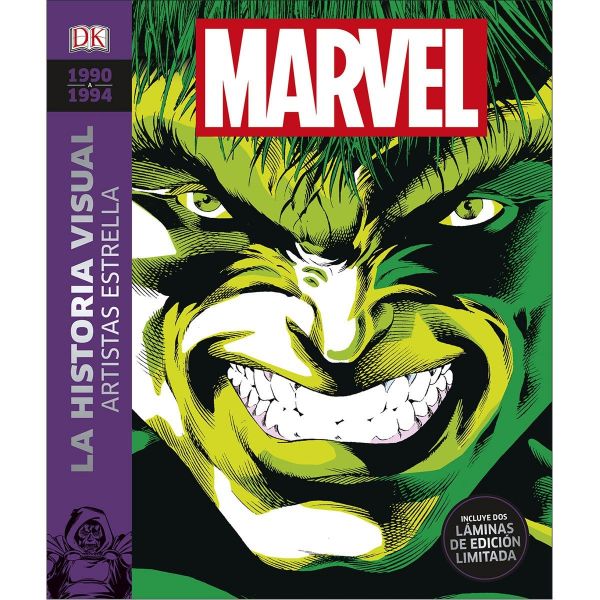 DK
1990
A
1994
LA HISTORIA VISUAL
ARTISTAS ESTRELLA
MARVEL
INCLUYE DOS
LÁMINAS
DE EDICIÓN
LIMITADA